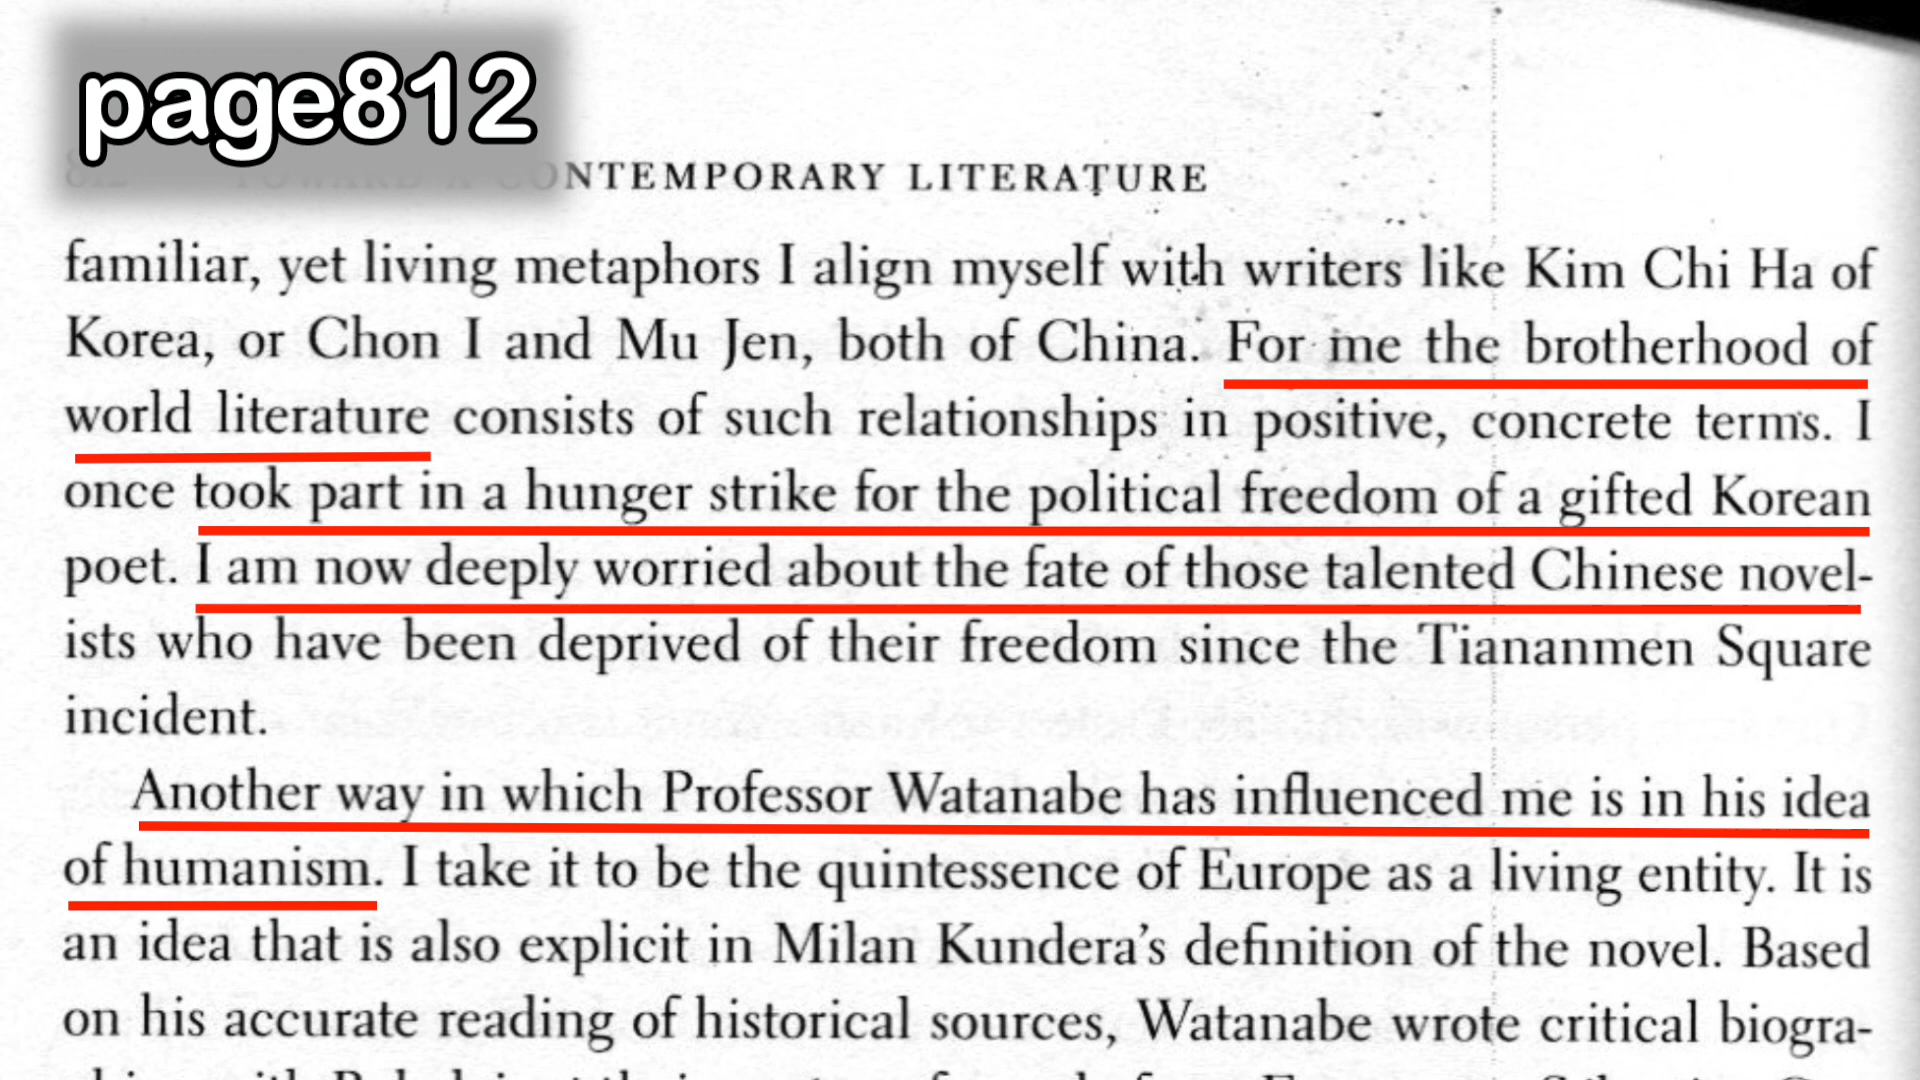 page812
CONTEMPORARY LITERATURE
familiar, yet living metaphors I align myself with writers like Kim Chi Ha of
Korea, or Chon I and Mu Jen, both of China. For me the brotherhood of
world literature consists of such relationships in positive, concrete terms. I
once took part in a hunger strike for the political freedom of a gifted Korean
poet. I am now deeply worried about the fate of those talented Chinese novel-
ists who have been deprived of their freedom since the Tiananmen Square
incident.
Another way in which Professor Watanabe has influenced me is in his idea
of humanism. I take it to be the quintessence of Europe as a living entity. It is
an idea that is also explicit in Milan Kundera's definition of the novel. Based
on his accurate reading of historical sources, Watanabe wrote critical biogra-